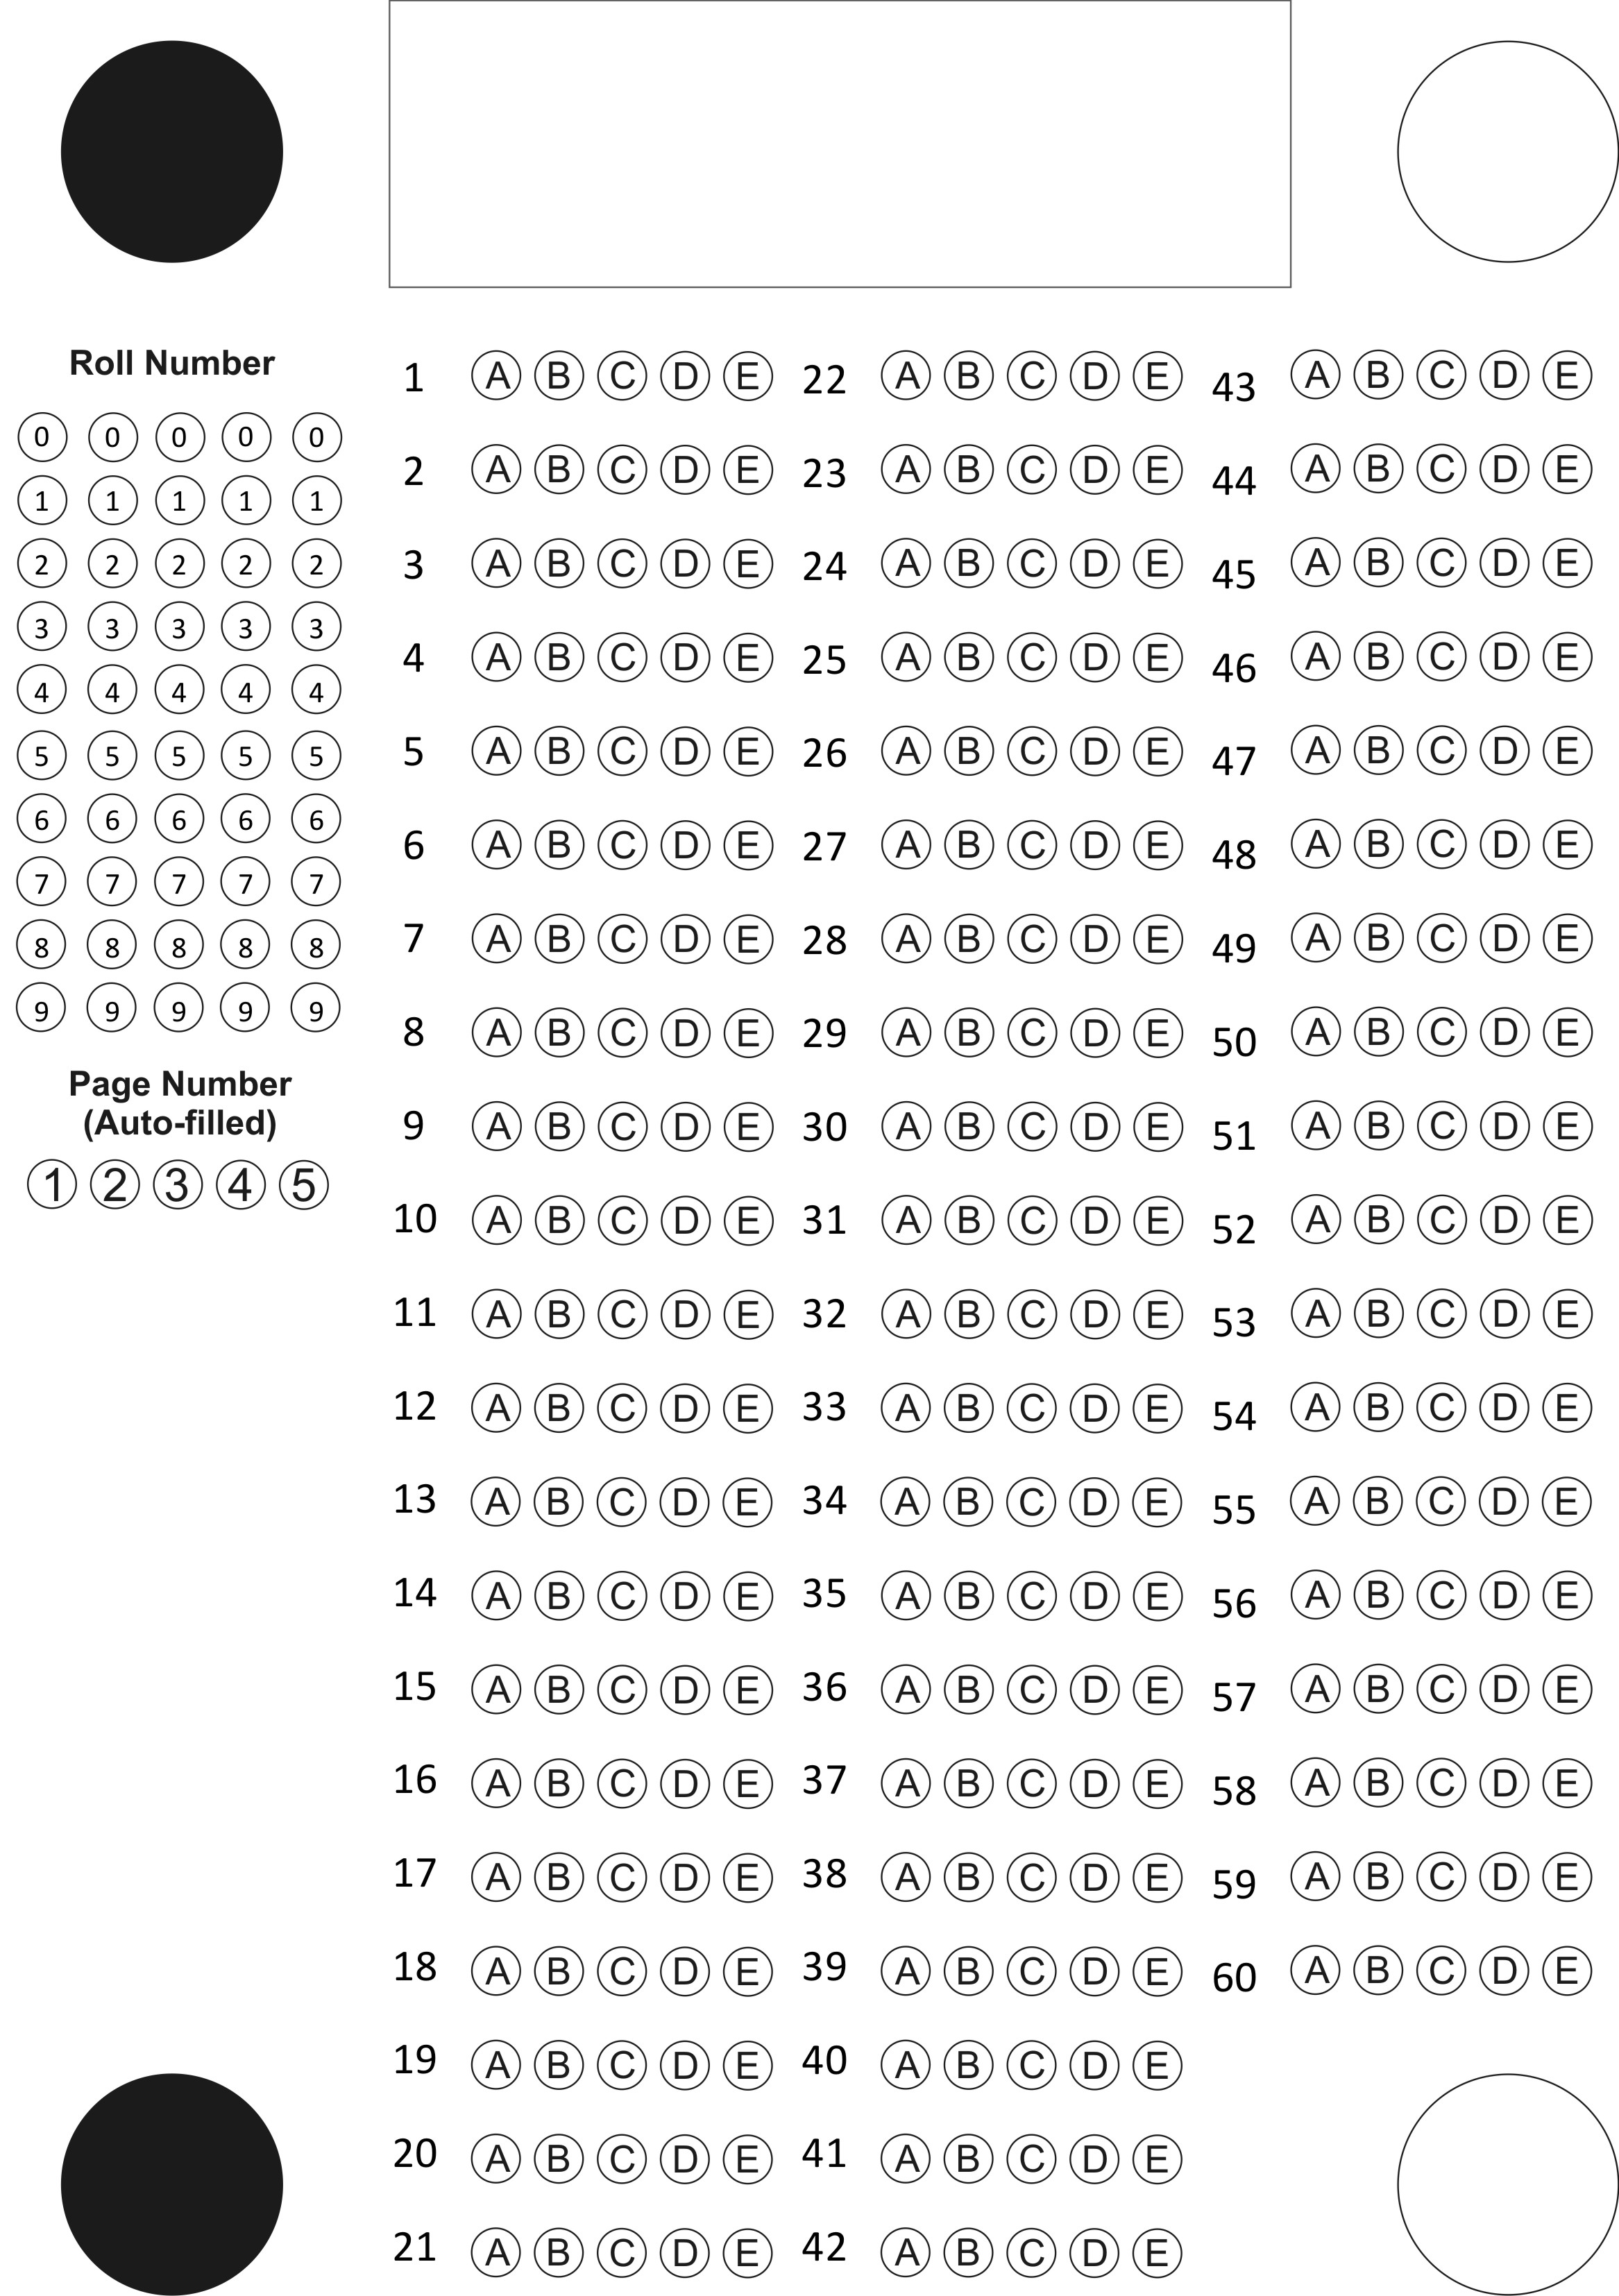 Roll Number
0 0 0 0 0
1 1 1 1 1
2 2 2 2 2
3 3 3 3 3
4 4 4 4 4
5 5 5 5 5
6 6 6 6 6
7 7 7 7 7
8 8 8 8 8
9 9 9 9 9
Page Number
(Auto-filled)
1 2 3 4 5
1 A B C D E
2 A B C D E
3 A B C D E
4 A B C D E
5 A B C D E
6 A B C D E
7 A B C D E
8 A B C D E
9 A B C D E
10 A B C D E
11 A B C D E
12 A B C D E
13 A B C D E
14 A B C D E
15 A B C D E
16 A B C D E
17 A B C D E
18 A B C D E
19 A B C D E
20 A B C D E
21 A B C D E
22 A B C D E
23 A B C D E
24 A B C D E
25 A B C D E
26 A B C D E
27 A B C D E
28 A B C D E
29 A B C D E
30 A B C D E
31 A B C D E
32 A B C D E
33 A B C D E
34 A B C D E
35 A B C D E
36 A B C D E
37 A B C D E
38 A B C D E
39 A B C D E
40 A B C D E
41 A B C D E
42 A B C D E
43 A B C D E
44 A B C D E
45 A B C D E
46 A B C D E
47 A B C D E
48 A B C D E
49 A B C D E
50 A B C D E
51 A B C D E
52 A B C D E
53 A B C D E
54 A B C D E
55 A B C D E
56 A B C D E
57 A B C D E
58 A B C D E
59 A B C D E
60 A B C D E